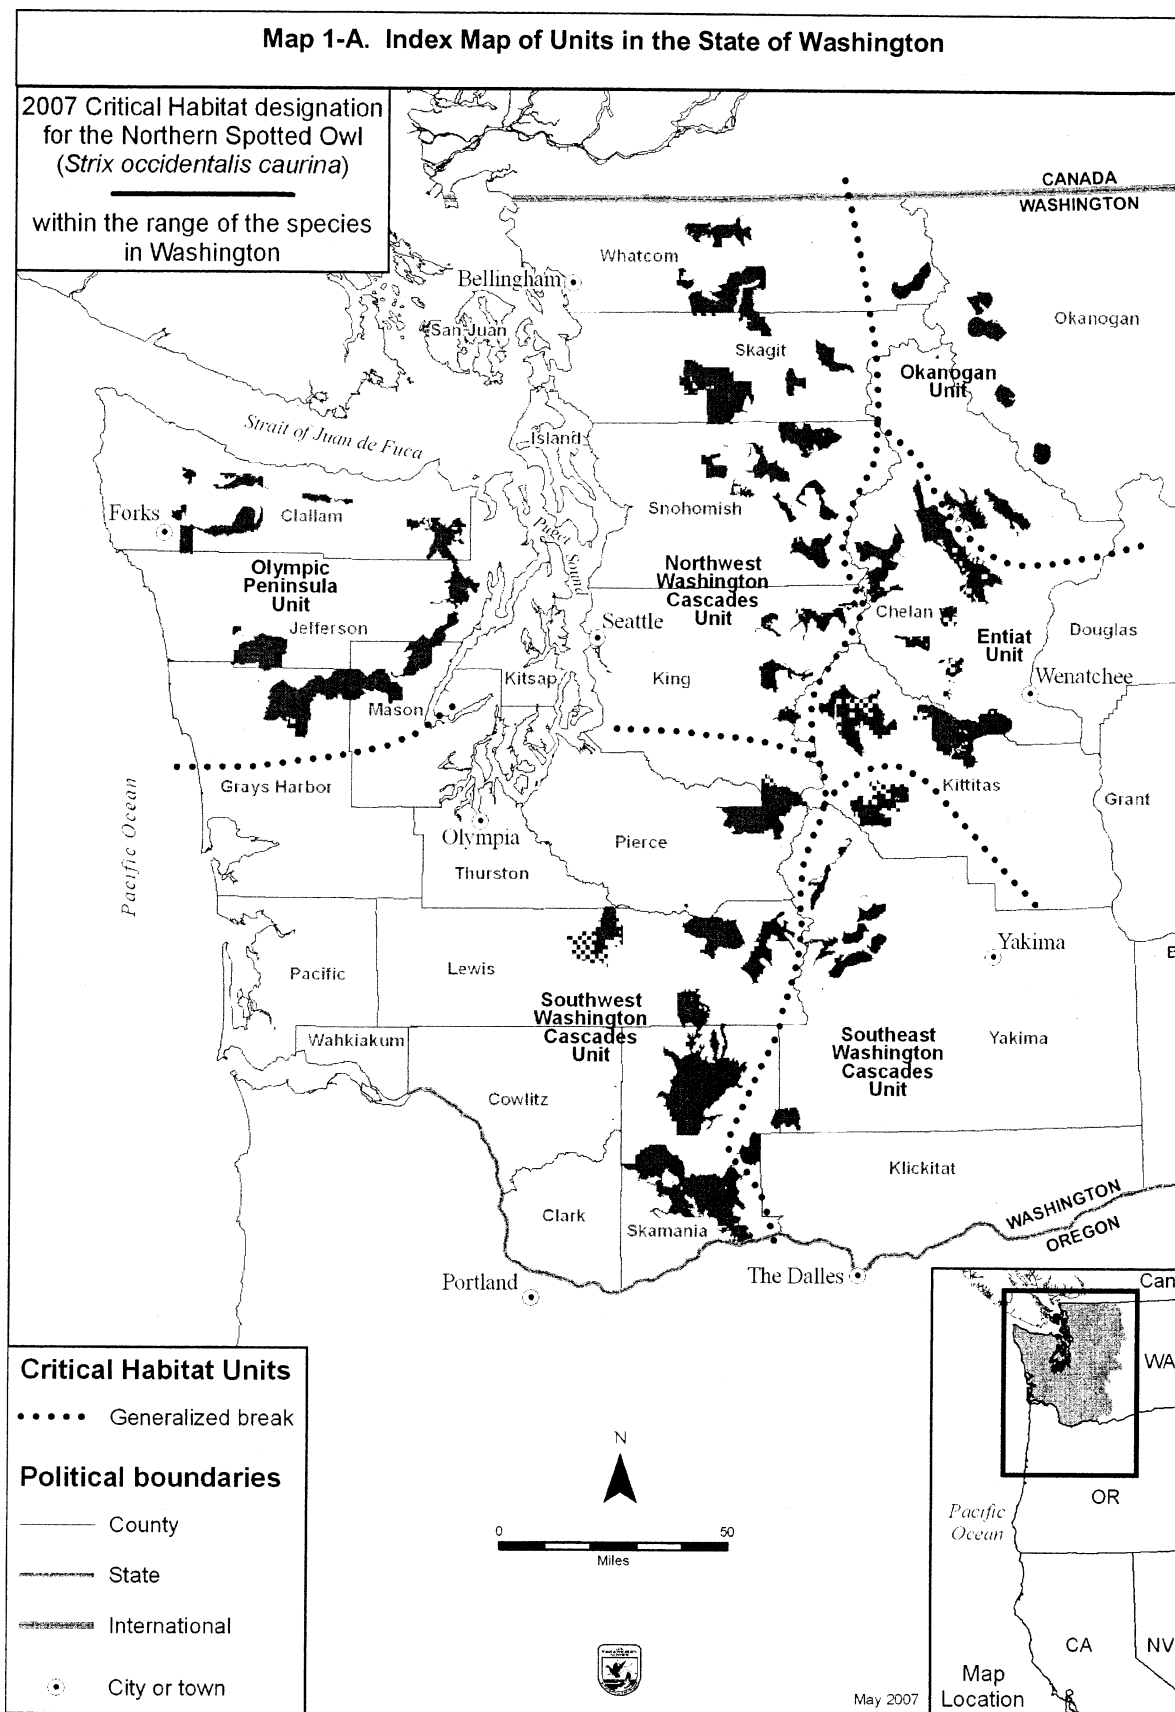 Map 1-A. Index Map of Units in the State of Washington
2007 Critical Habitat designation
for the Northern Spotted Owl
(Strix occidentalis caurina)
within the range of the species
in Washington
CANADA
WASHINGTON
Whatcom
Bellingham
San Juan
Okanogan
Skagit
Okanogan
Unit
Strait of Juan de Fuca
Island
Snohomish
Forks
Clallam
Puget Sound
Olympic
Peninsula
Unit
Northwest
Washington
Cascades
Unit
Chelan
Jefferson
Seattle
Entiat
Unit
Douglas
Kitsap
King
Wenatchee
Mason
Grays Harbor
Kittitas
Grant
Pacific Ocean
Olympia
Pierce
Thurston
Yakima
Pacific
Lewis
Southwest
Washington
Cascades
Unit
Wahkiakum
Southeast
Washington
Cascades
Unit
Yakima
Cowlitz
Klickitat
Clark
Skamania
WASHINGTON
OREGON
Portland
The Dalles
Critical Habitat Units
Generalized break
Political boundaries
County
State
International
City or town
N
0 50
Miles
May 2007
Can
WA
OR
Pacific
Ocean
CA
NV
Map
Location